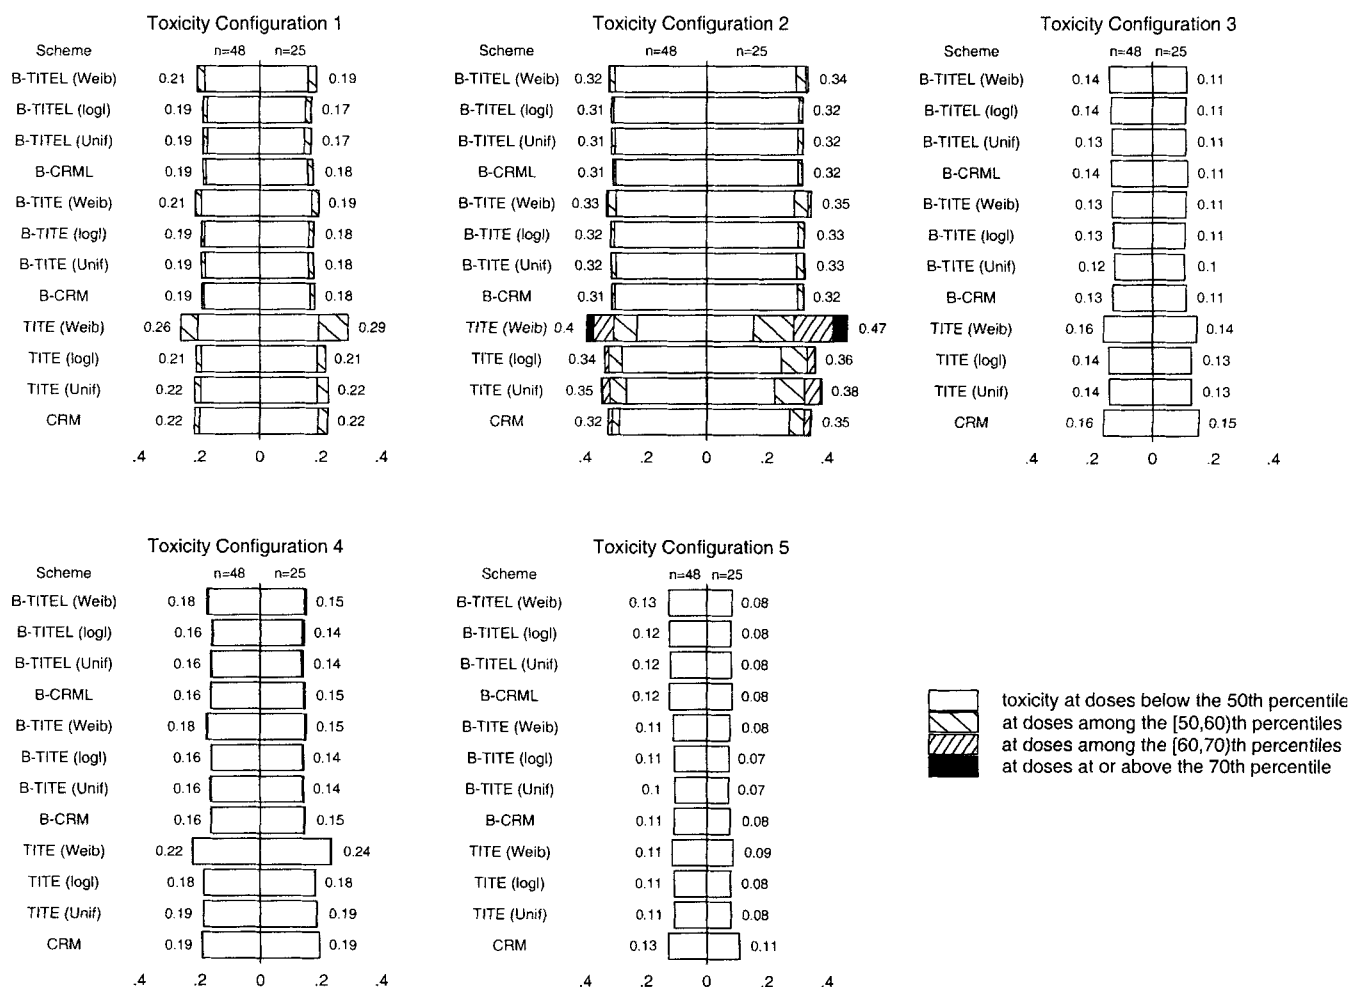 Toxicity Configuration 1
Scheme n=48 n=25
B-TITEL (Weib) 0.21 0.19
B-TITEL (logl) 0.19 0.17
B-TITEL (Unif) 0.19 0.17
B-CRML 0.19 0.18
B-TITE (Weib) 0.21 0.19
B-TITE (logl) 0.19 0.18
B-TITE (Unif) 0.19 0.18
B-CRM 0.19 0.18
TITE (Weib) 0.26 0.29
TITE (logl) 0.21 0.21
TITE (Unif) 0.22 0.22
CRM 0.22 0.22
.4 .2 0 .2 .4
Toxicity Configuration 2
Scheme n=48 n=25
B-TITEL (Weib) 0.32 0.34
B-TITEL (logl) 0.31 0.32
B-TITEL (Unif) 0.31 0.32
B-CRML 0.31 0.32
B-TITE (Weib) 0.33 0.35
B-TITE (logl) 0.32 0.33
B-TITE (Unif) 0.32 0.33
B-CRM 0.31 0.32
TITE (Weib) 0.4 0.47
TITE (logl) 0.34 0.36
TITE (Unif) 0.35 0.38
CRM 0.32 0.35
.4 .2 0 .2 .4
Toxicity Configuration 3
Scheme n=48 n=25
B-TITEL (Weib) 0.14 0.11
B-TITEL (logl) 0.14 0.11
B-TITEL (Unif) 0.13 0.11
B-CRML 0.14 0.11
B-TITE (Weib) 0.13 0.11
B-TITE (logl) 0.13 0.11
B-TITE (Unif) 0.12 0.1
B-CRM 0.13 0.11
TITE (Weib) 0.16 0.14
TITE (logl) 0.14 0.13
TITE (Unif) 0.14 0.13
CRM 0.16 0.15
.4 .2 0 .2 .4
Toxicity Configuration 4
Scheme n=48 n=25
B-TITEL (Weib) 0.18 0.15
B-TITEL (logl) 0.16 0.14
B-TITEL (Unif) 0.16 0.14
B-CRML 0.16 0.15
B-TITE (Weib) 0.18 0.15
B-TITE (logl) 0.16 0.14
B-TITE (Unif) 0.16 0.14
B-CRM 0.16 0.15
TITE (Weib) 0.22 0.24
TITE (logl) 0.18 0.18
TITE (Unif) 0.19 0.19
CRM 0.19 0.19
.4 .2 0 .2 .4
Toxicity Configuration 5
Scheme n=48 n=25
B-TITEL (Weib) 0.13 0.08
B-TITEL (logl) 0.12 0.08
B-TITEL (Unif) 0.12 0.08
B-CRML 0.12 0.08
B-TITE (Weib) 0.11 0.08
B-TITE (logl) 0.11 0.07
B-TITE (Unif) 0.1 0.07
B-CRM 0.11 0.08
TITE (Weib) 0.11 0.09
TITE (logl) 0.11 0.08
TITE (Unif) 0.11 0.08
CRM 0.13 0.11
.4 .2 0 .2 .4
toxicity at doses below the 50th percentile
at doses among the [50,60)th percentiles
at doses among the [60,70)th percentiles
at doses at or above the 70th percentile